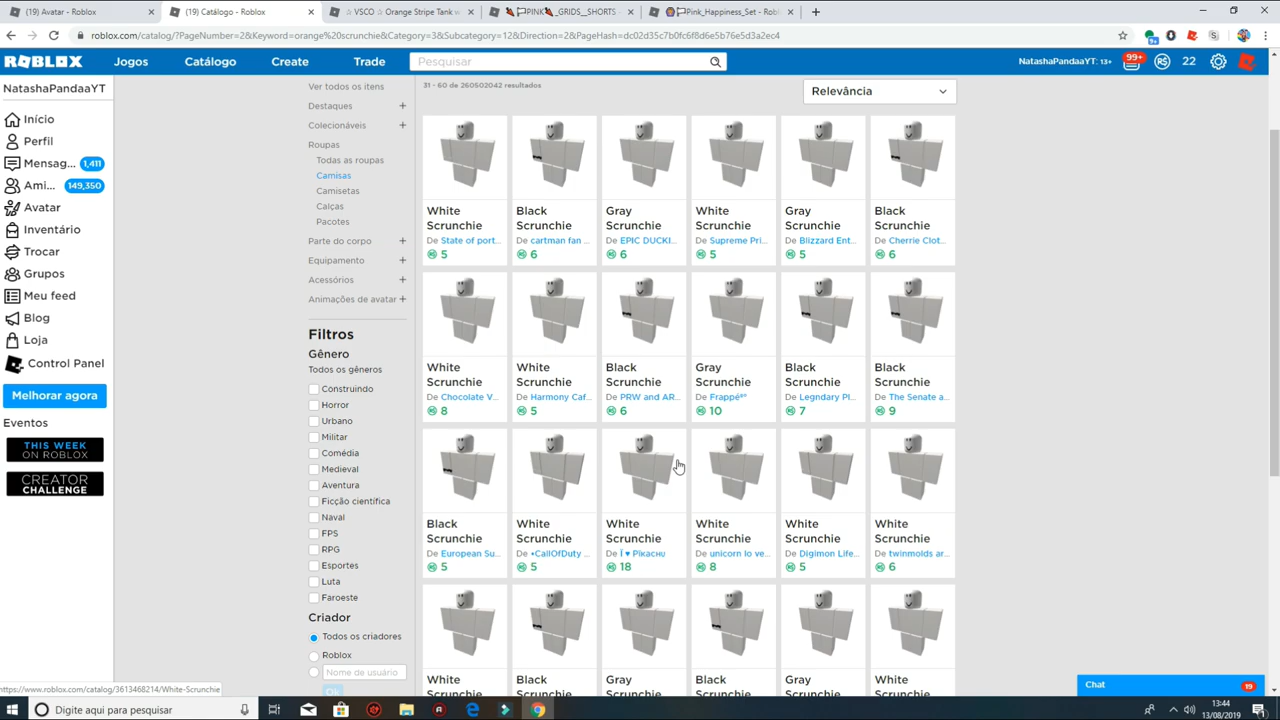 (19) Avatar - Roblox
(19) Catálogo - Roblox
☆ VSCO ☆ Orange Stripe Tank w
PINK _GRIDS__SHORTS -
Pink_Happiness_Set - Robl
roblox.com/catalog/?PageNumber=2&Keyword=orange%20scrunchie&Category=3&Subcategory=12&Direction=2&PageHash=dc02d35c7b0fc6f8d6e5b76e5d3a2ec4
ROBLOX
Jogos
Catálogo
Create
Trade
Pesquisar
NatashaPandaaYT: 13+
99+
22
NatashaPandaaYT
Início
Perfil
Mensag... 1,411
Ami... 149,350
Avatar
Inventário
Trocar
Grupos
Meu feed
Blog
Loja
Control Panel
Melhorar agora
Eventos
THIS WEEK
ON ROBLOX
CREATOR
CHALLENGE
Ver todos os itens
Destaques +
Colecionáveis +
Roupas
Todas as roupas
Camisas
Camisetas
Calças
Pacotes
Parte do corpo +
Equipamento +
Acessórios +
Animações de avatar +
Filtros
Gênero
Todos os gêneros
Construindo
Horror
Urbano
Militar
Comédia
Medieval
Aventura
Ficção científica
Naval
FPS
RPG
Esportes
Luta
Faroeste
Criador
Todos os criadores
Roblox
Nome de usuário
Ok
31 - 60 de 260502042 resultados
Relevância
White Scrunchie
De State of port...
5
Black Scrunchie
De cartman fan ...
6
Gray Scrunchie
De EPIC DUCKI...
6
White Scrunchie
De Supreme Pri...
5
Gray Scrunchie
De Blizzard Ent...
5
Black Scrunchie
De Cherrie Clot...
6
White Scrunchie
De Chocolate V...
8
White Scrunchie
De Harmony Caf...
5
Black Scrunchie
De PRW and AR...
6
Gray Scrunchie
De Frappé
10
Black Scrunchie
De Legndary Pl...
7
Black Scrunchie
De The Senate a...
9
Black Scrunchie
De European Su...
5
White Scrunchie
De •CallOfDuty ...
5
White Scrunchie
De Ï ♥ Pîkacнυ
18
White Scrunchie
De unicorn lo ve...
8
White Scrunchie
De Digimon Life...
5
White Scrunchie
De twinmolds ar...
6
White Scrunchie
Black Scrunchie
Gray Scrunchie
Black Scrunchie
Gray Scrunchie
White Scrunchie
https://www.roblox.com/catalog/3613468214/White-Scrunchie
Chat
19
Digite aqui para pesquisar
13:44
13/08/2019